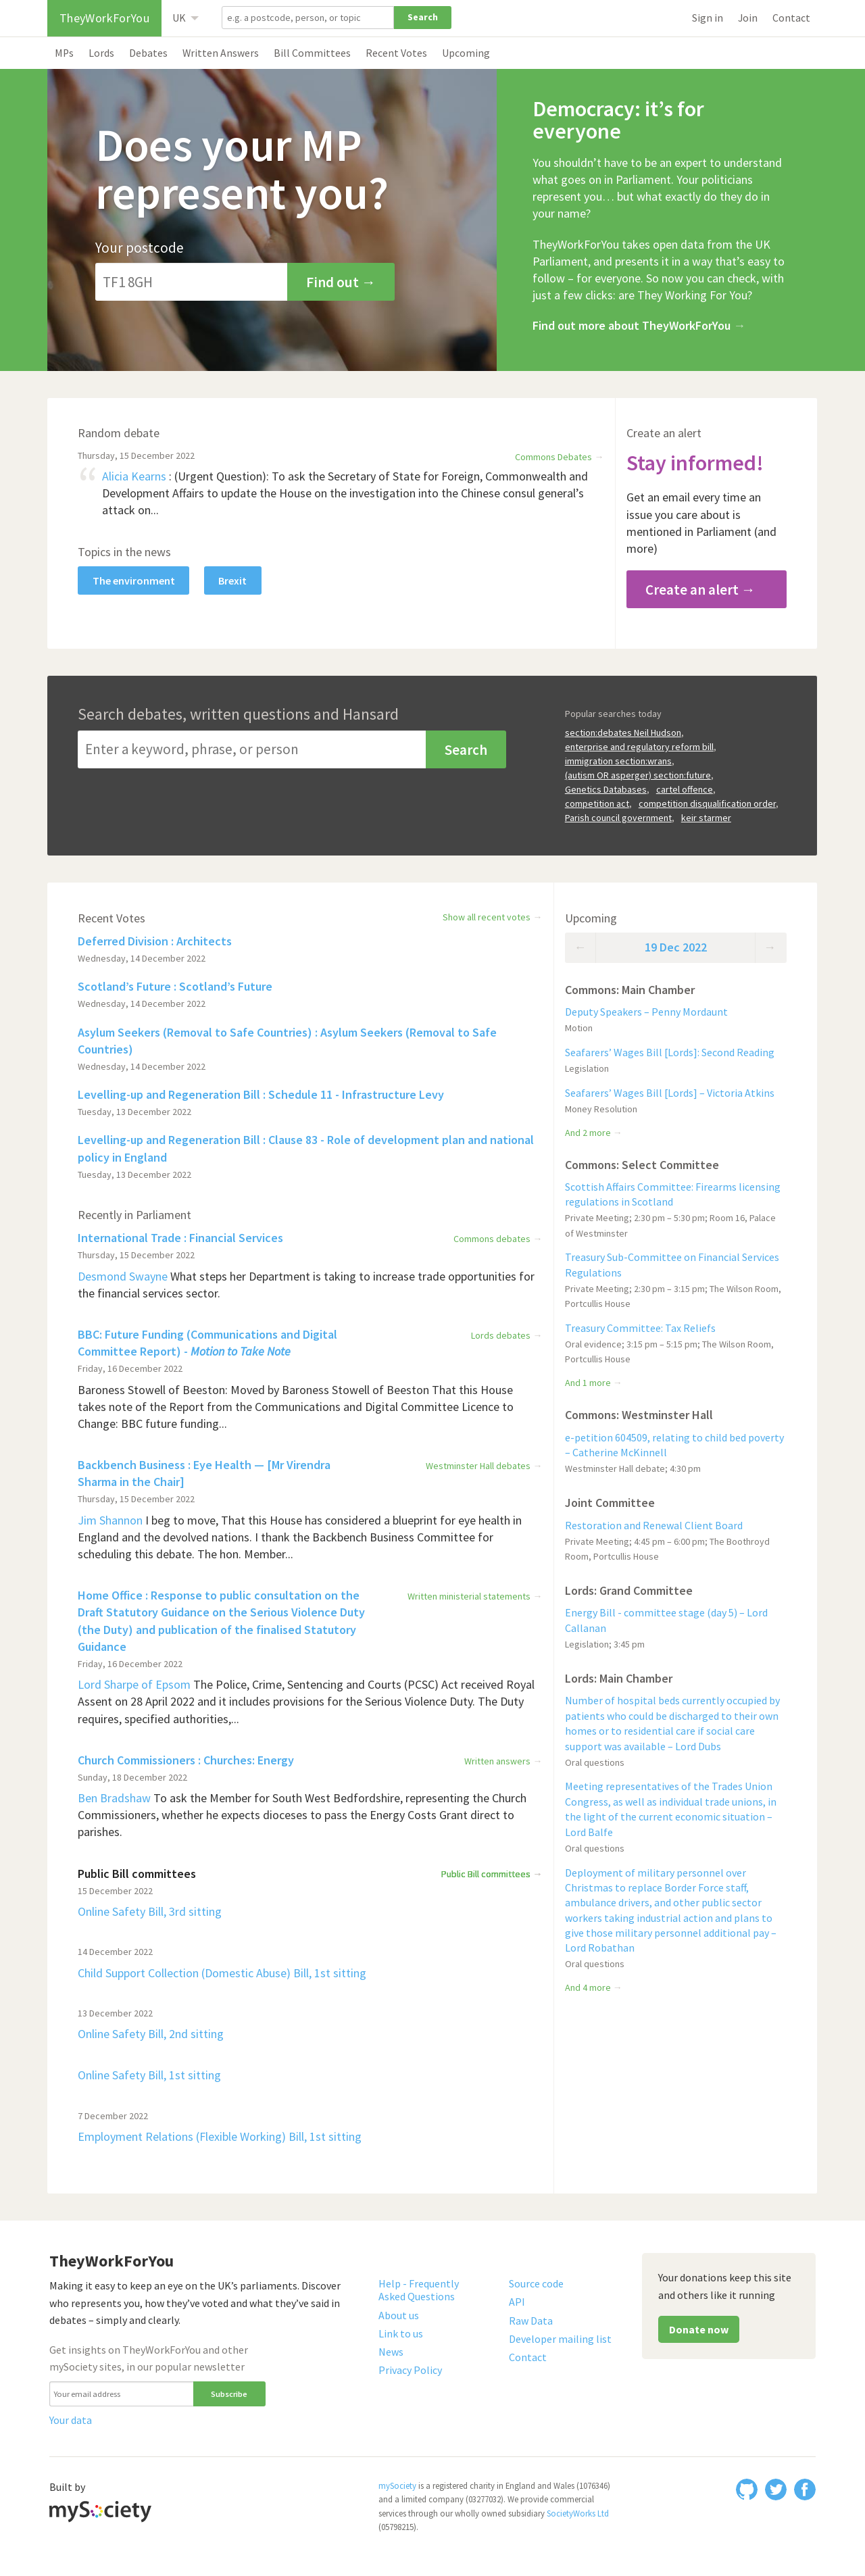 TheyWorkForYou
UK
e.g. a postcode, person, or topic
Search
Sign in
Join
Contact
MPs
Lords
Debates
Written Answers
Bill Committees
Recent Votes
Upcoming
Does your MP
represent you?
Your postcode
TF1 8GH
Find out →
Democracy: it’s for
everyone
You shouldn’t have to be an expert to understand
what goes on in Parliament. Your politicians
represent you… but what exactly do they do in
your name?
TheyWorkForYou takes open data from the UK
Parliament, and presents it in a way that’s easy to
follow – for everyone. So now you can check, with
just a few clicks: are They Working For You?
Find out more about TheyWorkForYou →
Random debate
Thursday, 15 December 2022
Commons Debates →
“
Alicia Kearns : (Urgent Question): To ask the Secretary of State for Foreign, Commonwealth and
Development Affairs to update the House on the investigation into the Chinese consul general’s
attack on...
Topics in the news
The environment
Brexit
Create an alert
Stay informed!
Get an email every time an
issue you care about is
mentioned in Parliament (and
more)
Create an alert →
Search debates, written questions and Hansard
Enter a keyword, phrase, or person
Search
Popular searches today
section:debates Neil Hudson,
enterprise and regulatory reform bill,
immigration section:wrans,
(autism OR asperger) section:future,
Genetics Databases, cartel offence,
competition act, competition disqualification order,
Parish council government, keir starmer
Recent Votes
Show all recent votes →
Deferred Division : Architects
Wednesday, 14 December 2022
Scotland’s Future : Scotland’s Future
Wednesday, 14 December 2022
Asylum Seekers (Removal to Safe Countries) : Asylum Seekers (Removal to Safe
Countries)
Wednesday, 14 December 2022
Levelling-up and Regeneration Bill : Schedule 11 - Infrastructure Levy
Tuesday, 13 December 2022
Levelling-up and Regeneration Bill : Clause 83 - Role of development plan and national
policy in England
Tuesday, 13 December 2022
Recently in Parliament
International Trade : Financial Services
Commons debates →
Thursday, 15 December 2022
Desmond Swayne What steps her Department is taking to increase trade opportunities for
the financial services sector.
BBC: Future Funding (Communications and Digital
Committee Report) - Motion to Take Note
Lords debates →
Friday, 16 December 2022
Baroness Stowell of Beeston: Moved by Baroness Stowell of Beeston That this House
takes note of the Report from the Communications and Digital Committee Licence to
Change: BBC future funding...
Backbench Business : Eye Health — [Mr Virendra
Sharma in the Chair]
Westminster Hall debates →
Thursday, 15 December 2022
Jim Shannon I beg to move, That this House has considered a blueprint for eye health in
England and the devolved nations. I thank the Backbench Business Committee for
scheduling this debate. The hon. Member...
Home Office : Response to public consultation on the
Draft Statutory Guidance on the Serious Violence Duty
(the Duty) and publication of the finalised Statutory
Guidance
Written ministerial statements →
Friday, 16 December 2022
Lord Sharpe of Epsom The Police, Crime, Sentencing and Courts (PCSC) Act received Royal
Assent on 28 April 2022 and it includes provisions for the Serious Violence Duty. The Duty
requires, specified authorities,...
Church Commissioners : Churches: Energy
Written answers →
Sunday, 18 December 2022
Ben Bradshaw To ask the Member for South West Bedfordshire, representing the Church
Commissioners, whether he expects dioceses to pass the Energy Costs Grant direct to
parishes.
Public Bill committees
Public Bill committees →
15 December 2022
Online Safety Bill, 3rd sitting
14 December 2022
Child Support Collection (Domestic Abuse) Bill, 1st sitting
13 December 2022
Online Safety Bill, 2nd sitting
Online Safety Bill, 1st sitting
7 December 2022
Employment Relations (Flexible Working) Bill, 1st sitting
Upcoming
← 19 Dec 2022 →
Commons: Main Chamber
Deputy Speakers – Penny Mordaunt
Motion
Seafarers’ Wages Bill [Lords]: Second Reading
Legislation
Seafarers’ Wages Bill [Lords] – Victoria Atkins
Money Resolution
And 2 more →
Commons: Select Committee
Scottish Affairs Committee: Firearms licensing
regulations in Scotland
Private Meeting; 2:30 pm – 5:30 pm; Room 16, Palace
of Westminster
Treasury Sub-Committee on Financial Services
Regulations
Private Meeting; 2:30 pm – 3:15 pm; The Wilson Room,
Portcullis House
Treasury Committee: Tax Reliefs
Oral evidence; 3:15 pm – 5:15 pm; The Wilson Room,
Portcullis House
And 1 more →
Commons: Westminster Hall
e-petition 604509, relating to child bed poverty
– Catherine McKinnell
Westminster Hall debate; 4:30 pm
Joint Committee
Restoration and Renewal Client Board
Private Meeting; 4:45 pm – 6:00 pm; The Boothroyd
Room, Portcullis House
Lords: Grand Committee
Energy Bill - committee stage (day 5) – Lord
Callanan
Legislation; 3:45 pm
Lords: Main Chamber
Number of hospital beds currently occupied by
patients who could be discharged to their own
homes or to residential care if social care
support was available – Lord Dubs
Oral questions
Meeting representatives of the Trades Union
Congress, as well as individual trade unions, in
the light of the current economic situation –
Lord Balfe
Oral questions
Deployment of military personnel over
Christmas to replace Border Force staff,
ambulance drivers, and other public sector
workers taking industrial action and plans to
give those military personnel additional pay –
Lord Robathan
Oral questions
And 4 more →
TheyWorkForYou
Making it easy to keep an eye on the UK’s parliaments. Discover
who represents you, how they’ve voted and what they’ve said in
debates – simply and clearly.
Get insights on TheyWorkForYou and other
mySociety sites, in our popular newsletter
Your email address
Subscribe
Your data
Help - Frequently
Asked Questions
About us
Link to us
News
Privacy Policy
Source code
API
Raw Data
Developer mailing list
Contact
Your donations keep this site
and others like it running
Donate now
Built by
mySociety
mySociety is a registered charity in England and Wales (1076346)
and a limited company (03277032). We provide commercial
services through our wholly owned subsidiary SocietyWorks Ltd
(05798215).